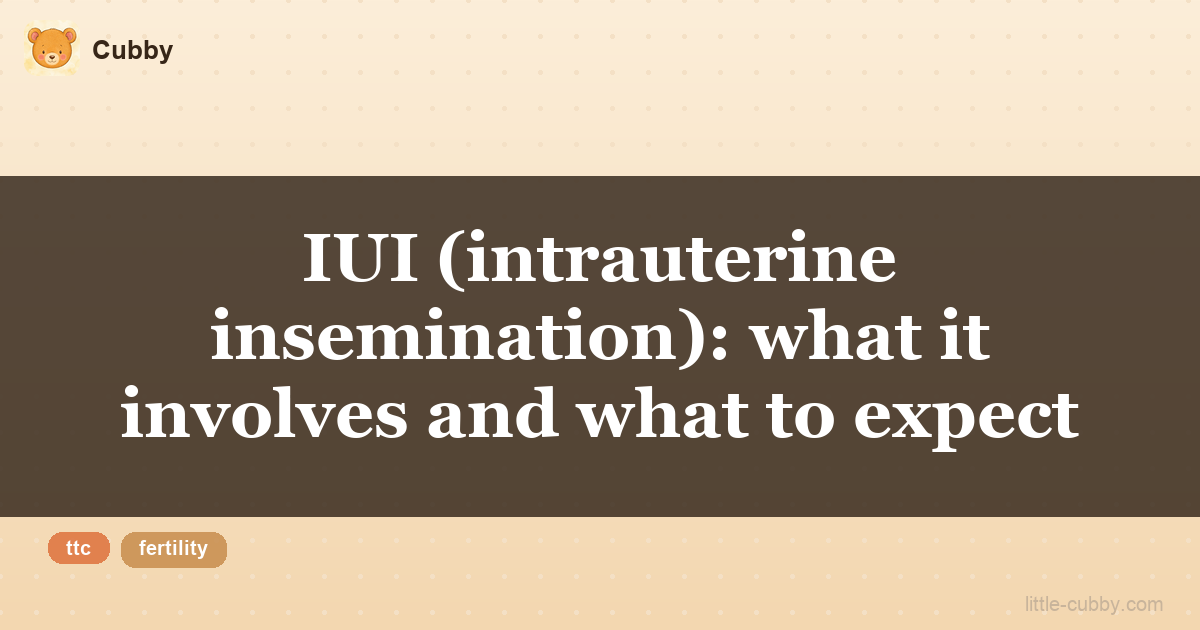 Cubby
IUI (intrauterine
insemination): what it
involves and what to expect
ttc
fertility
little-cubby.com